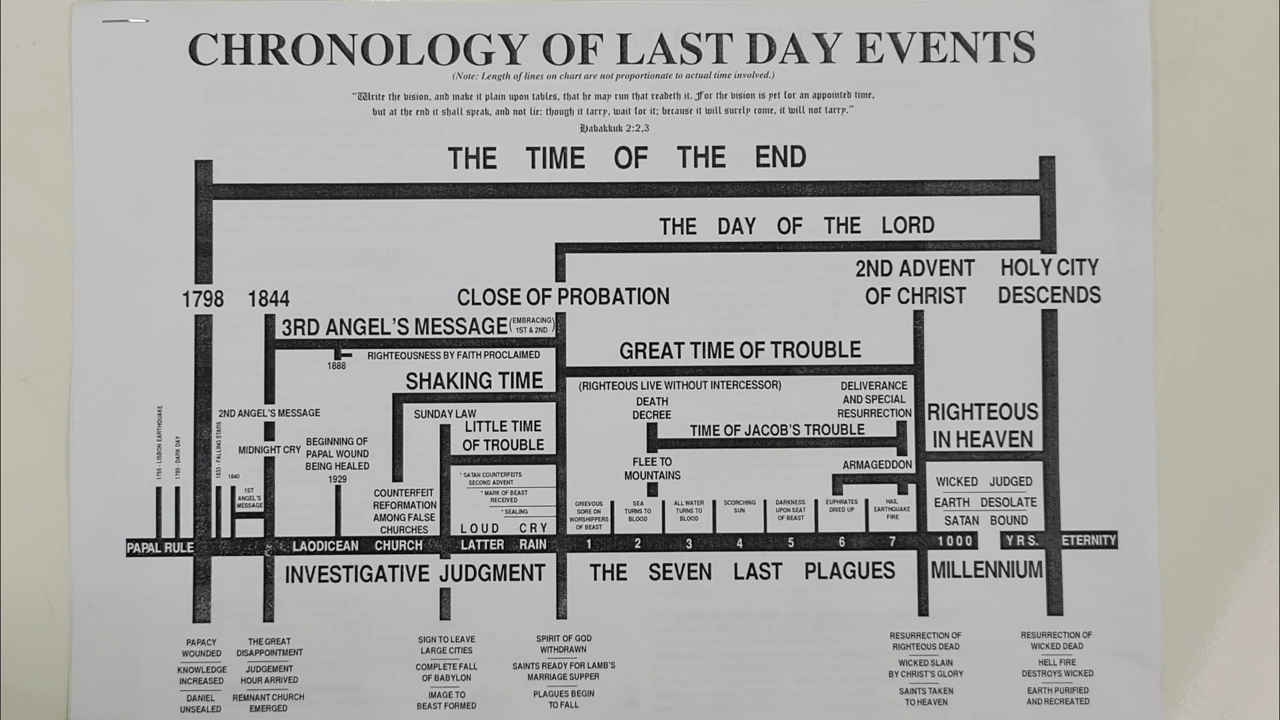 CHRONOLOGY OF LAST DAY EVENTS
(Note: Length of lines on chart are not proportionate to actual time involved.)
"Write the vision, and make it plain upon tables, that he may run that readeth it. For the vision is yet for an appointed time,
but at the end it shall speak, and not lie: though it tarry, wait for it; because it will surely come, it will not tarry."
Habakkuk 2:2,3
THE TIME OF THE END
THE DAY OF THE LORD
1798
1844
CLOSE OF PROBATION
2ND ADVENT
OF CHRIST
HOLY CITY
DESCENDS
3RD ANGEL'S MESSAGE
(EMBRACING
1ST & 2ND)
1888
RIGHTEOUSNESS BY FAITH PROCLAIMED
GREAT TIME OF TROUBLE
(RIGHTEOUS LIVE WITHOUT INTERCESSOR)
SHAKING TIME
DEATH
DECREE
DELIVERANCE
AND SPECIAL
RESURRECTION
TIME OF JACOB'S TROUBLE
RIGHTEOUS
IN HEAVEN
1755 - LISBON EARTHQUAKE
1780 - DARK DAY
1833 - FALLING STARS
2ND ANGEL'S MESSAGE
MIDNIGHT CRY
1840
1ST
ANGEL'S
MESSAGE
BEGINNING OF
PAPAL WOUND
BEING HEALED
1929
SUNDAY LAW
LITTLE TIME
OF TROUBLE
COUNTERFEIT
REFORMATION
AMONG FALSE
CHURCHES
* SATAN COUNTERFEITS
SECOND ADVENT
* MARK OF BEAST
RECEIVED
* SEALING
LOUD CRY
FLEE TO
MOUNTAINS
ARMAGEDDON
GRIEVOUS
SORE ON
WORSHIPPERS
OF BEAST
SEA
TURNS TO
BLOOD
ALL WATER
TURNS TO
BLOOD
SCORCHING
SUN
DARKNESS
UPON SEAT
OF BEAST
EUPHRATES
DRIED UP
HAIL
EARTHQUAKE
FIRE
WICKED JUDGED
EARTH DESOLATE
SATAN BOUND
PAPAL RULE
LAODICEAN CHURCH
LATTER RAIN
1 2 3 4 5 6 7
1000 YRS.
ETERNITY
INVESTIGATIVE JUDGMENT
THE SEVEN LAST PLAGUES
MILLENNIUM
PAPACY
WOUNDED
KNOWLEDGE
INCREASED
DANIEL
UNSEALED
THE GREAT
DISAPPOINTMENT
JUDGEMENT
HOUR ARRIVED
REMNANT CHURCH
EMERGED
SIGN TO LEAVE
LARGE CITIES
COMPLETE FALL
OF BABYLON
IMAGE TO
BEAST FORMED
SPIRIT OF GOD
WITHDRAWN
SAINTS READY FOR LAMB'S
MARRIAGE SUPPER
PLAGUES BEGIN
TO FALL
RESURRECTION OF
RIGHTEOUS DEAD
WICKED SLAIN
BY CHRIST'S GLORY
SAINTS TAKEN
TO HEAVEN
RESURRECTION OF
WICKED DEAD
HELL FIRE
DESTROYS WICKED
EARTH PURIFIED
AND RECREATED